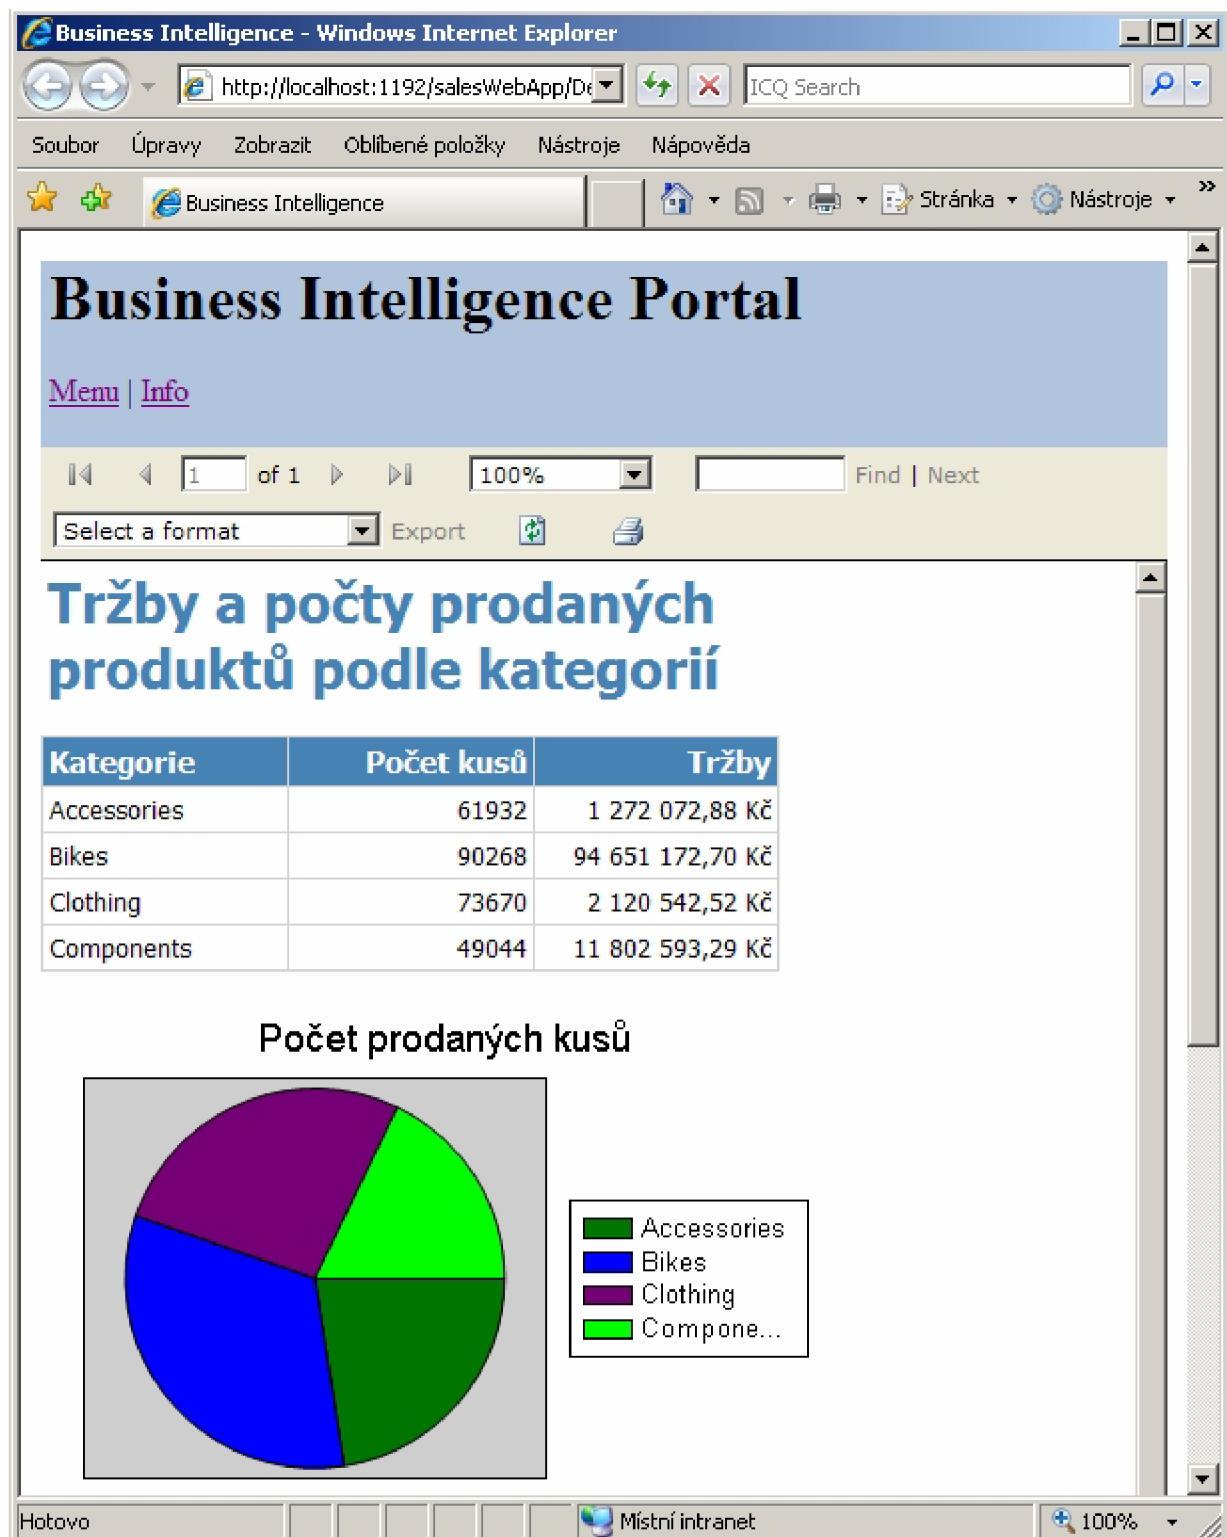 Business Intelligence - Windows Internet Explorer
http://localhost:1192/salesWebApp/De
ICQ Search
Soubor Úpravy Zobrazit Oblíbené položky Nástroje Nápověda
Business Intelligence
Stránka Nástroje »
Business Intelligence Portal
Menu | Info
1 of 1 100% Find | Next
Select a format Export
Tržby a počty prodaných
produktů podle kategorií
Kategorie Počet kusů Tržby
Accessories 61932 1 272 072,88 Kč
Bikes 90268 94 651 172,70 Kč
Clothing 73670 2 120 542,52 Kč
Components 49044 11 802 593,29 Kč
Počet prodaných kusů
Accessories
Bikes
Clothing
Compone...
Hotovo Místní intranet 100%